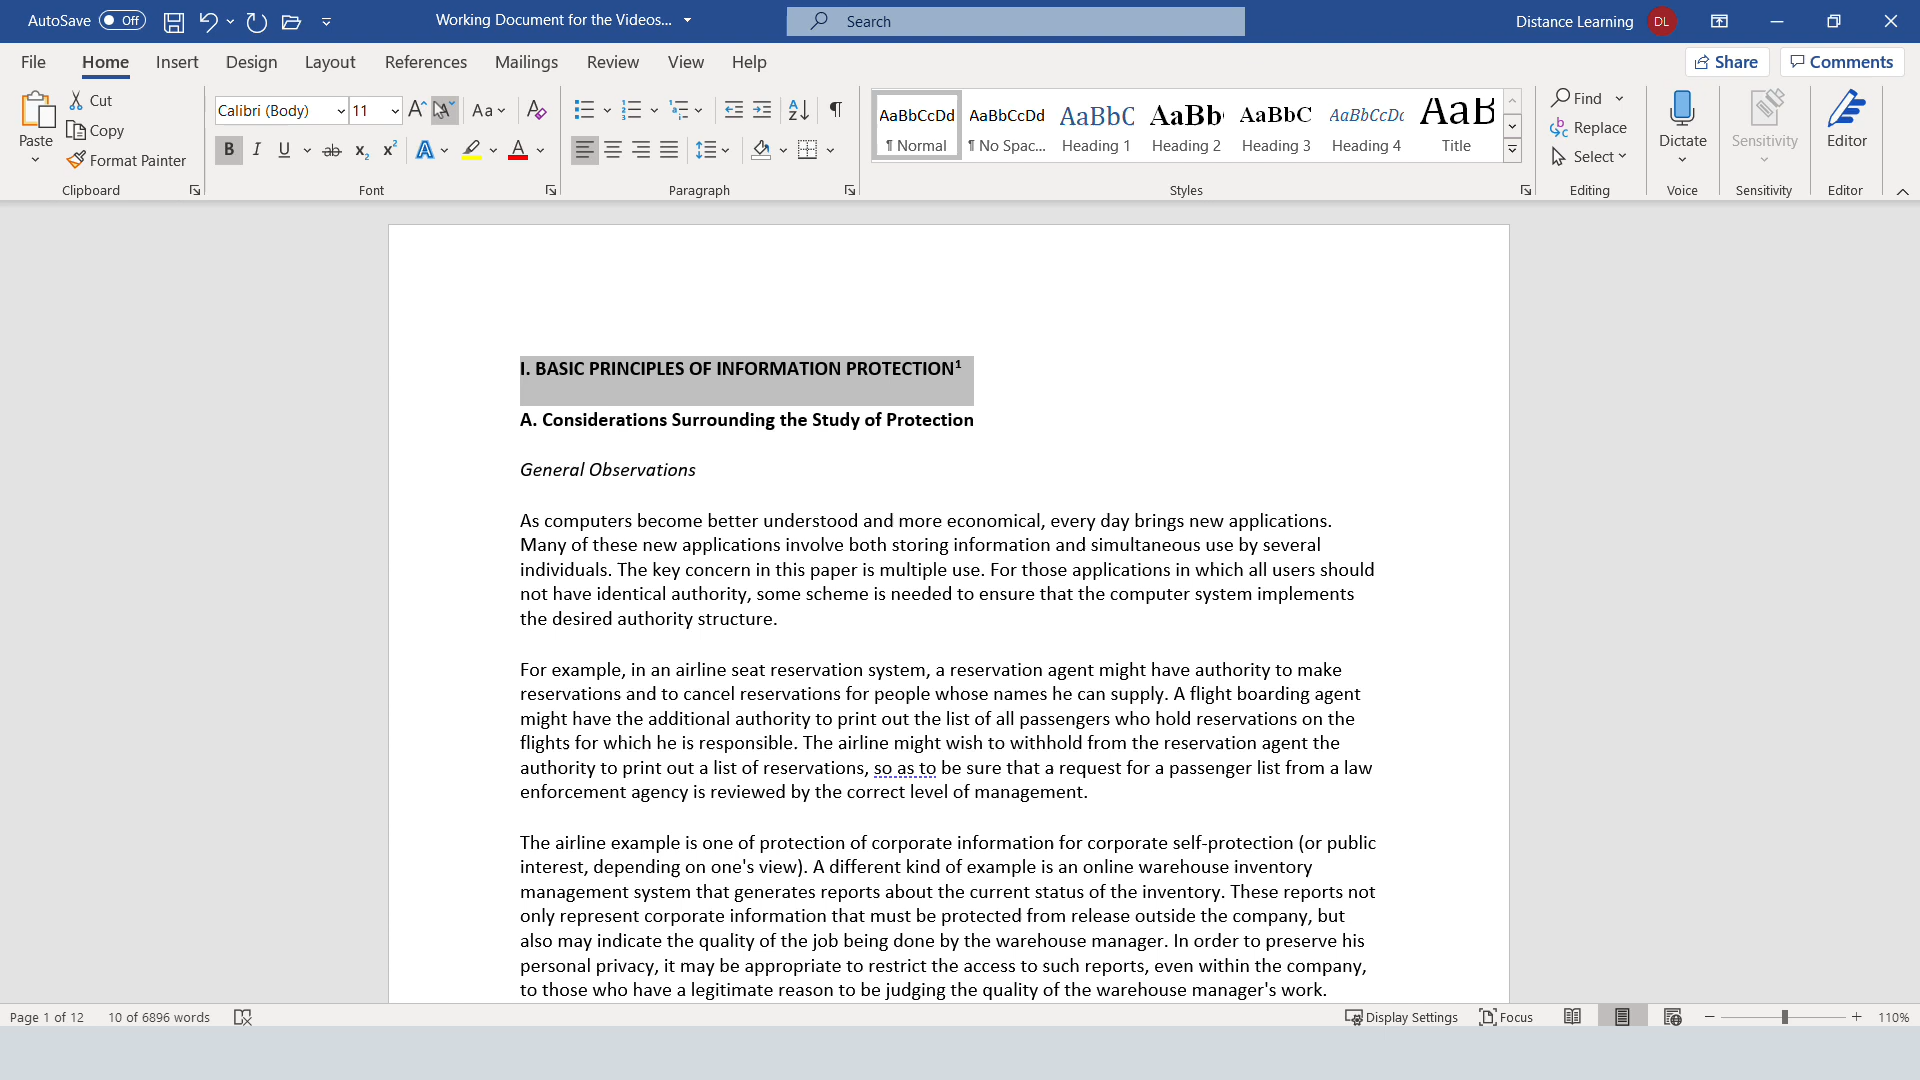 AutoSave Off Working Document for the Videos... Search Distance Learning DL
File Home Insert Design Layout References Mailings Review View Help Share Comments
Paste Cut Copy Format Painter Clipboard
Calibri (Body) 11 A A Aa A
B I U ab x2 x2 A A Font
A Z ¶ Paragraph
AaBbCcDd AaBbCcDd AaBbC AaBb AaBbC AaBbCcDc AaB
¶ Normal ¶ No Spac... Heading 1 Heading 2 Heading 3 Heading 4 Title
Styles
Find Replace Select Editing
Dictate Voice
Sensitivity Sensitivity
Editor Editor
I. BASIC PRINCIPLES OF INFORMATION PROTECTION¹
A. Considerations Surrounding the Study of Protection
General Observations
As computers become better understood and more economical, every day brings new applications.
Many of these new applications involve both storing information and simultaneous use by several
individuals. The key concern in this paper is multiple use. For those applications in which all users should
not have identical authority, some scheme is needed to ensure that the computer system implements
the desired authority structure.
For example, in an airline seat reservation system, a reservation agent might have authority to make
reservations and to cancel reservations for people whose names he can supply. A flight boarding agent
might have the additional authority to print out the list of all passengers who hold reservations on the
flights for which he is responsible. The airline might wish to withhold from the reservation agent the
authority to print out a list of reservations, so as to be sure that a request for a passenger list from a law
enforcement agency is reviewed by the correct level of management.
The airline example is one of protection of corporate information for corporate self-protection (or public
interest, depending on one's view). A different kind of example is an online warehouse inventory
management system that generates reports about the current status of the inventory. These reports not
only represent corporate information that must be protected from release outside the company, but
also may indicate the quality of the job being done by the warehouse manager. In order to preserve his
personal privacy, it may be appropriate to restrict the access to such reports, even within the company,
to those who have a legitimate reason to be judging the quality of the warehouse manager's work.
Page 1 of 12 10 of 6896 words Display Settings Focus 110%